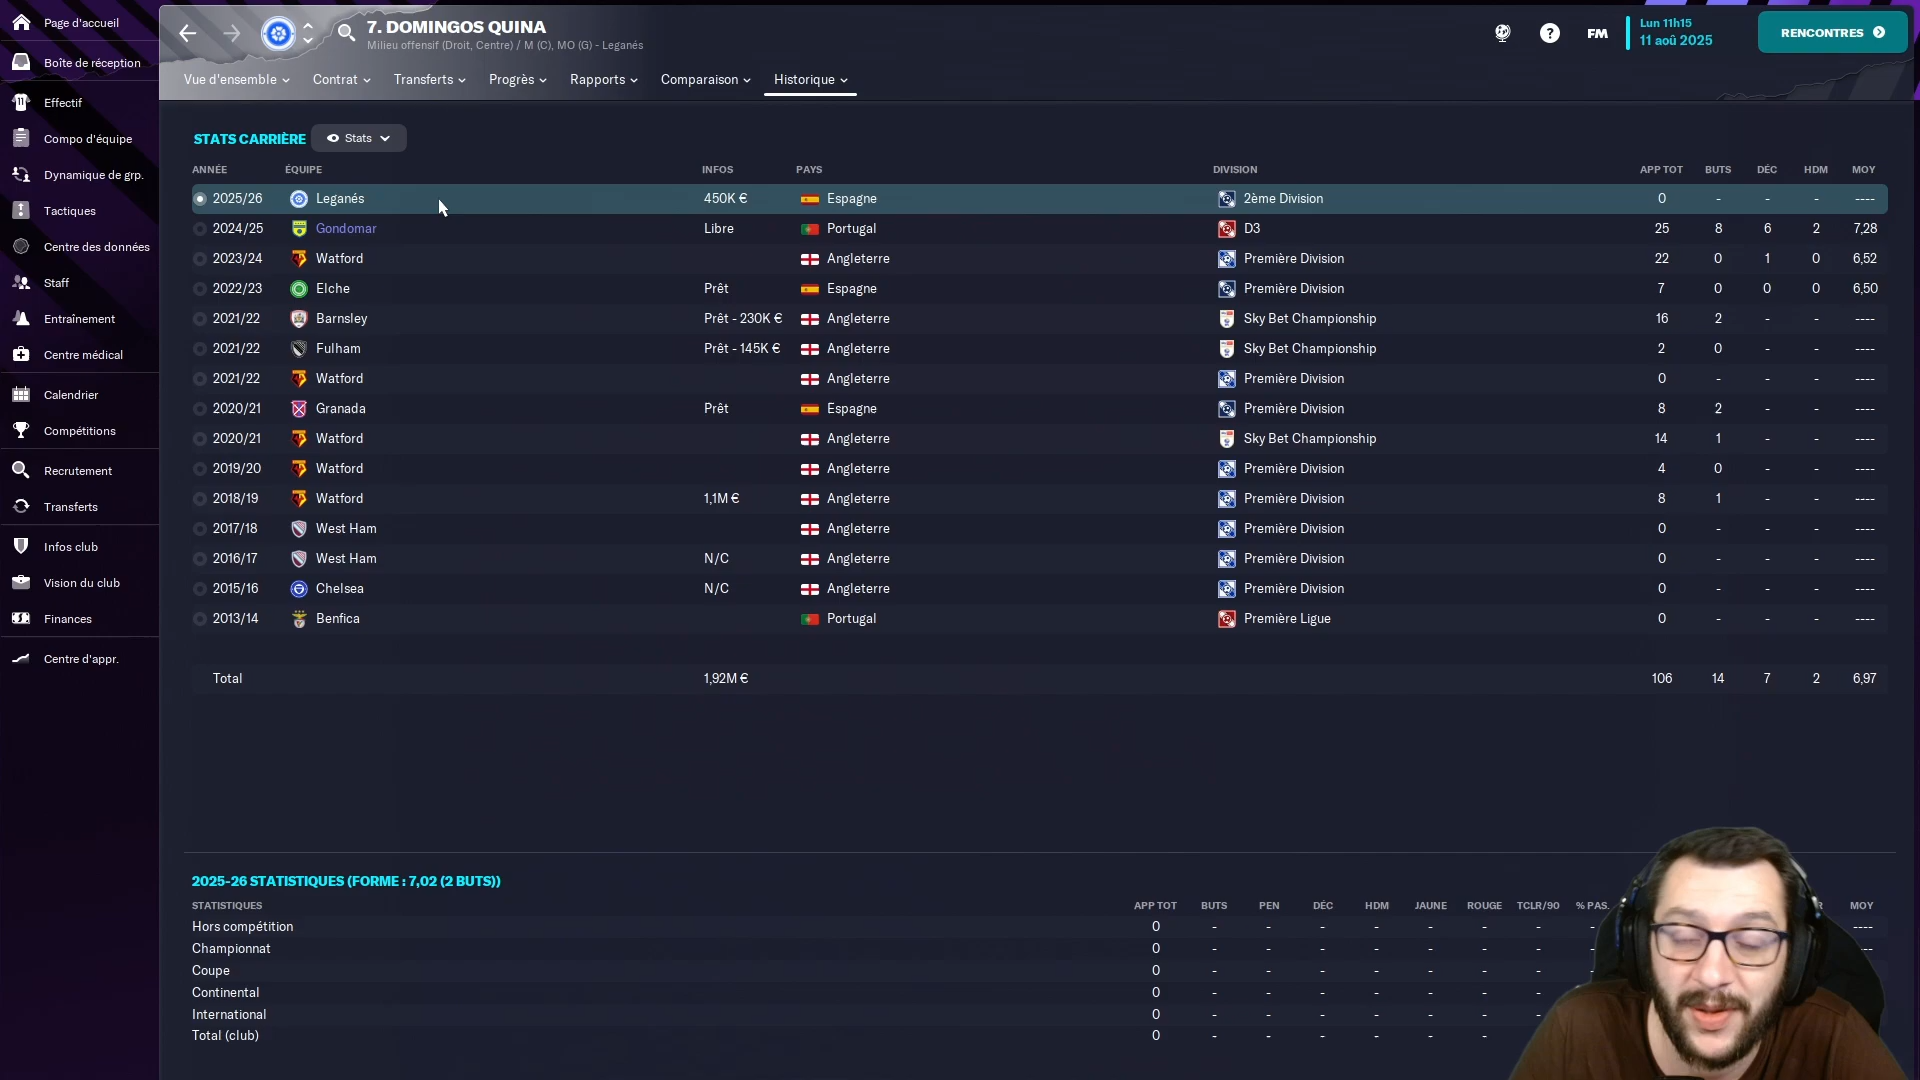 Page d'accueil
Boîte de réception
Effectif
Compo d'équipe
Dynamique de grp.
Tactiques
Centre des données
Staff
Entraînement
Centre médical
Calendrier
Compétitions
Recrutement
Transferts
Infos club
Vision du club
Finances
Centre d'appr.
7. DOMINGOS QUINA
Milieu offensif (Droit, Centre) / M (C), MO (G) - Leganés
FM
Lun 11h15
11 aoû 2025
RENCONTRES
Vue d'ensemble Contrat Transferts Progrès Rapports Comparaison Historique
STATS CARRIÈRE Stats
ANNÉE ÉQUIPE INFOS PAYS DIVISION APP TOT BUTS DÉC HDM MOY
2025/26 Leganés 450K € Espagne 2ème Division 0 - - - ----
2024/25 Gondomar Libre Portugal D3 25 8 6 2 7,28
2023/24 Watford Angleterre Première Division 22 0 1 0 6,52
2022/23 Elche Prêt Espagne Première Division 7 0 0 0 6,50
2021/22 Barnsley Prêt - 230K € Angleterre Sky Bet Championship 16 2 - - ----
2021/22 Fulham Prêt - 145K € Angleterre Sky Bet Championship 2 0 - - ----
2021/22 Watford Angleterre Première Division 0 - - - ----
2020/21 Granada Prêt Espagne Première Division 8 2 - - ----
2020/21 Watford Angleterre Sky Bet Championship 14 1 - - ----
2019/20 Watford Angleterre Première Division 4 0 - - ----
2018/19 Watford 1,1M € Angleterre Première Division 8 1 - - ----
2017/18 West Ham Angleterre Première Division 0 - - - ----
2016/17 West Ham N/C Angleterre Première Division 0 - - - ----
2015/16 Chelsea N/C Angleterre Première Division 0 - - - ----
2013/14 Benfica Portugal Première Ligue 0 - - - ----
Total 1,92M € 106 14 7 2 6,97
2025-26 STATISTIQUES (FORME : 7,02 (2 BUTS))
STATISTIQUES APP TOT BUTS PEN DÉC HDM JAUNE ROUGE TCLR/90 % PAS. MOY
Hors compétition 0 - - - - - - - - ----
Championnat 0 - - - - - - - -
Coupe 0 - - - - - - - -
Continental 0 - - - - - - - -
International 0 - - - - - - -
Total (club) 0 - - - - - -